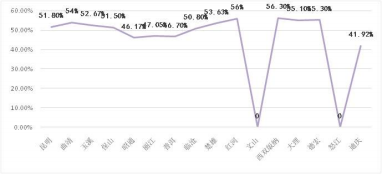 60.00%
50.00%
40.00%
30.00%
20.00%
10.00%
0.00%
51.80%
54%
52.67%
51.50%
46.17%
47.05%
46.70%
50.80%
53.63%
56%
0
56.30%
55.10%
55.30%
0
41.92%
昆明
曲靖
玉溪
保山
昭通
丽江
普洱
临沧
楚雄
红河
文山
西双版纳
大理
德宏
怒江
迪庆